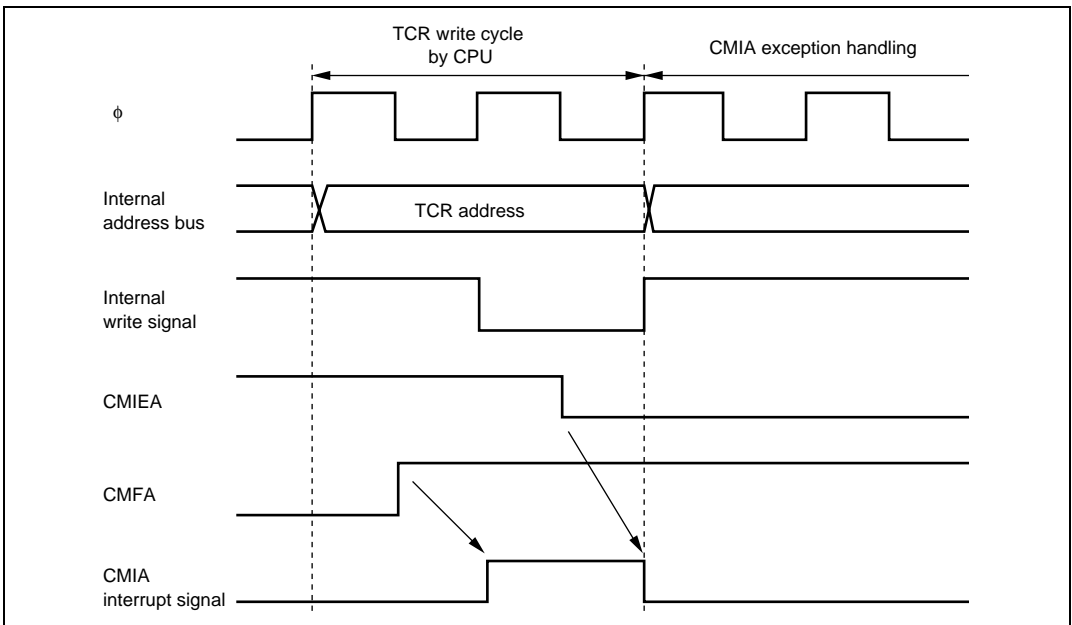 TCR write cycle
by CPU
CMIA exception handling
ϕ
Internal
address bus
TCR address
Internal
write signal
CMIEA
CMFA
CMIA
interrupt signal